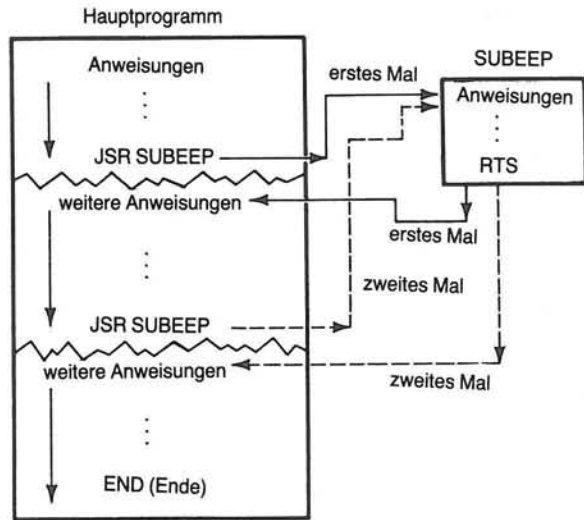 Hauptprogramm
Anweisungen
JSR SUBEEP
weitere Anweisungen
JSR SUBEEP
weitere Anweisungen
END (Ende)
erstes Mal
erstes Mal
zweites Mal
zweites Mal
SUBEEP
Anweisungen
RTS